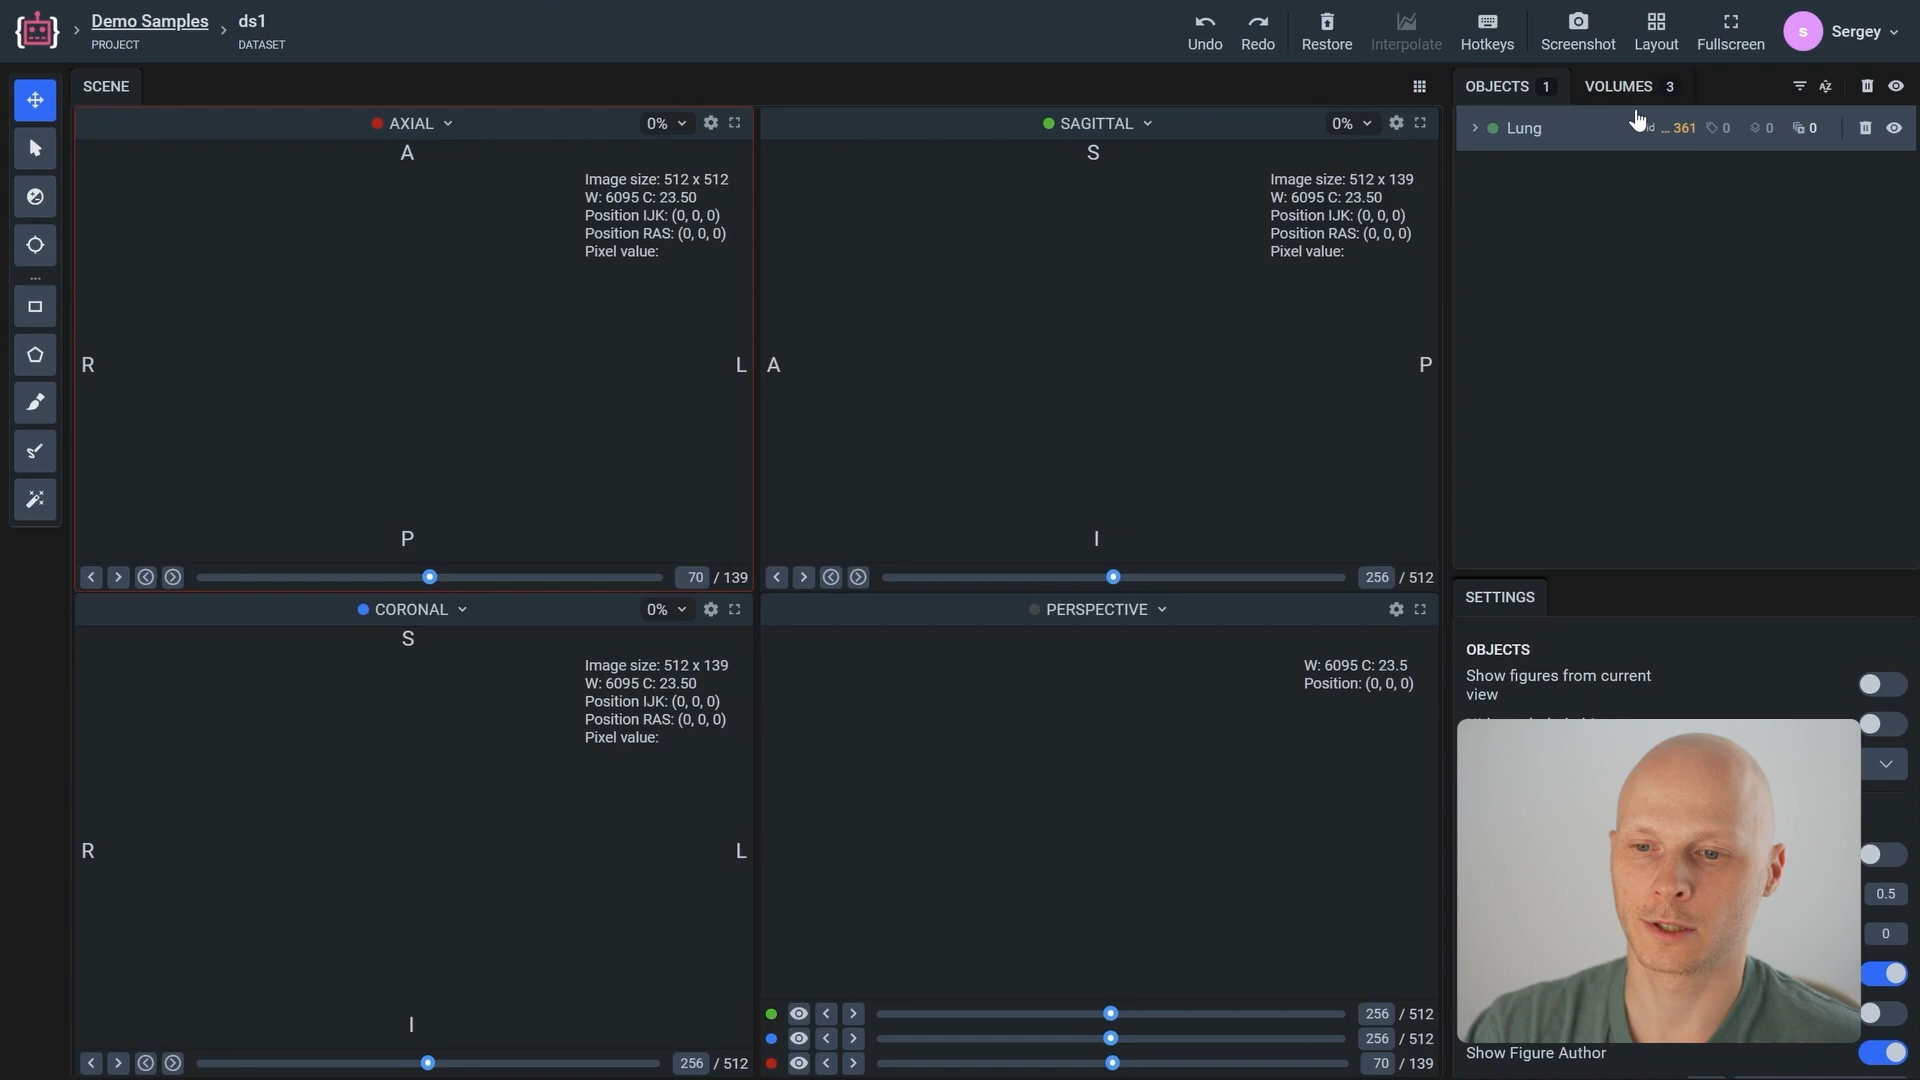 Demo Samples
PROJECT
ds1
DATASET
Undo
Redo
Restore
Interpolate
Hotkeys
Screenshot
Layout
Fullscreen
s
Sergey
SCENE
AXIAL
0%
A
Image size: 512 x 512
W: 6095 C: 23.50
Position IJK: (0, 0, 0)
Position RAS: (0, 0, 0)
Pixel value:
R
L
P
70 / 139
SAGITTAL
0%
S
Image size: 512 x 139
W: 6095 C: 23.50
Position IJK: (0, 0, 0)
Position RAS: (0, 0, 0)
Pixel value:
A
P
I
256 / 512
CORONAL
0%
S
Image size: 512 x 139
W: 6095 C: 23.50
Position IJK: (0, 0, 0)
Position RAS: (0, 0, 0)
Pixel value:
R
L
I
256 / 512
PERSPECTIVE
W: 6095 C: 23.5
Position: (0, 0, 0)
256 / 512
256 / 512
70 / 139
OBJECTS 1
VOLUMES 3
Lung
id ... 361
0
0
0
SETTINGS
OBJECTS
Show figures from current
view
0.5
0
Show Figure Author